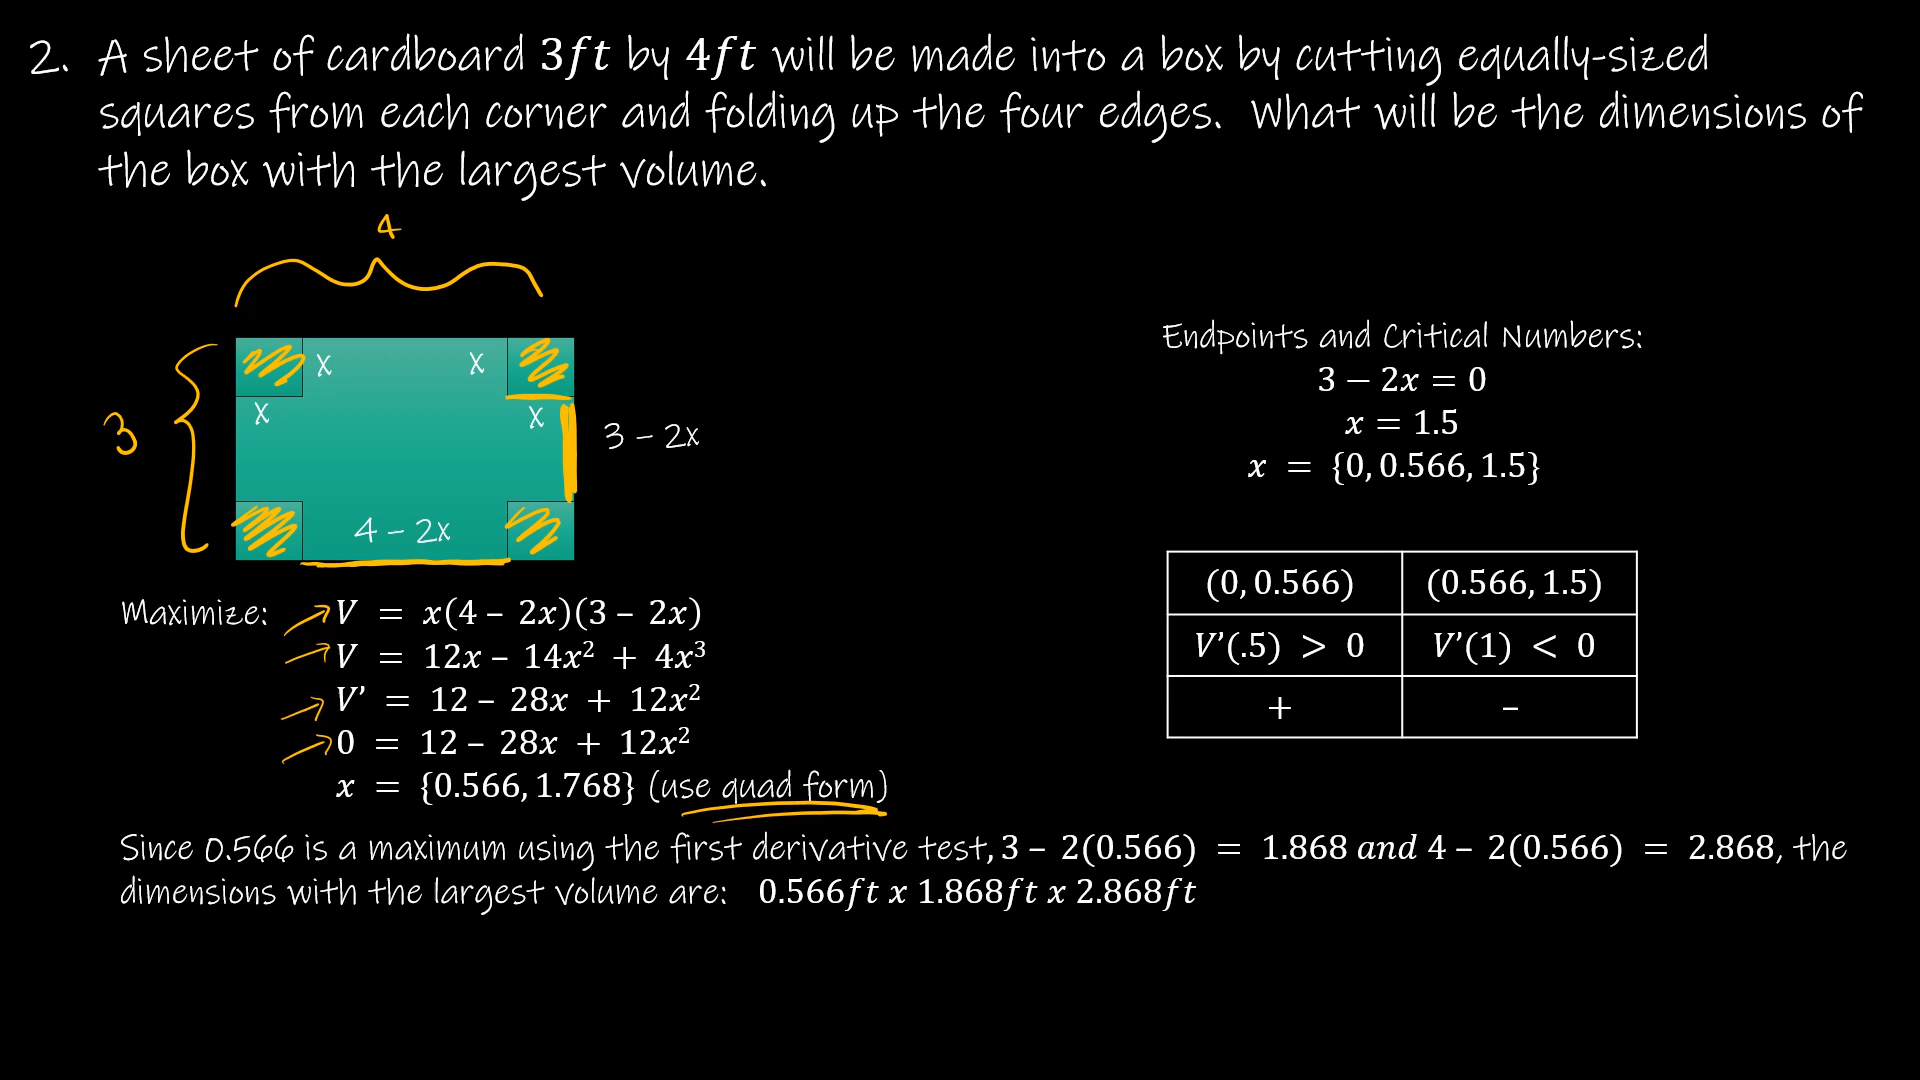 2. A sheet of cardboard 3ft by 4ft will be made into a box by cutting equally-sized
squares from each corner and folding up the four edges. What will be the dimensions of
the box with the largest volume.
4
3
x x
x x
3 – 2x
4 – 2x
Maximize: V = x(4 – 2x)(3 – 2x)
V = 12x – 14x² + 4x³
V' = 12 – 28x + 12x²
0 = 12 – 28x + 12x²
x = {0.566, 1.768} (use quad form)
Endpoints and Critical Numbers:
3 − 2x = 0
x = 1.5
x = {0, 0.566, 1.5}
(0, 0.566) (0.566, 1.5)
V'(.5) > 0 V'(1) < 0
+ –
Since 0.566 is a maximum using the first derivative test, 3 – 2(0.566) = 1.868 and 4 – 2(0.566) = 2.868, the
dimensions with the largest volume are: 0.566ft x 1.868ft x 2.868ft